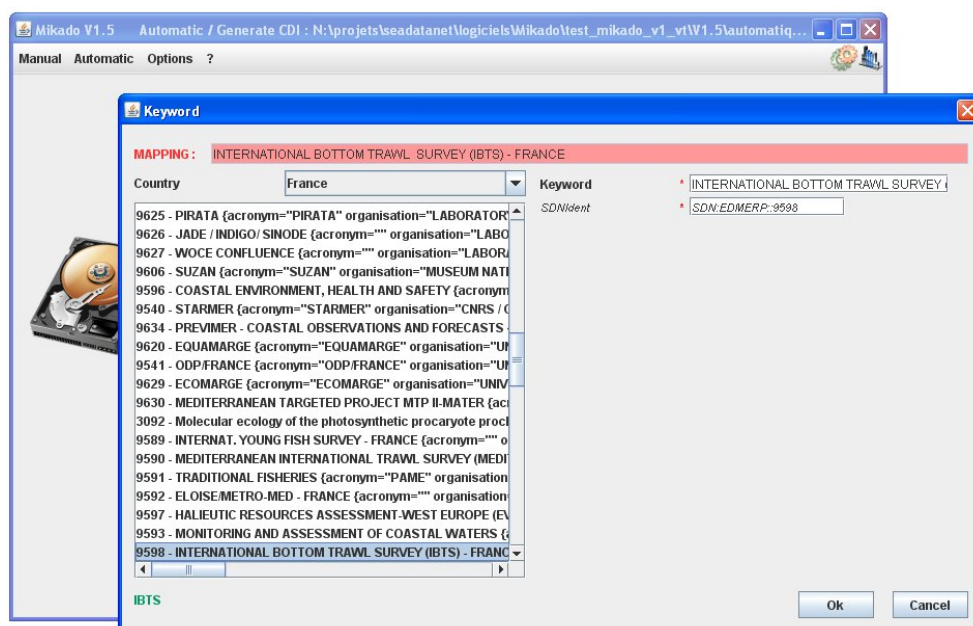 Mikado V1.5 Automatic / Generate CDI : N:\projets\seadatanet\logiciels\Mikado\test_mikado_v1_vt\V1.5\automatiq...
Manual Automatic Options ?
Keyword
MAPPING : INTERNATIONAL BOTTOM TRAWL SURVEY (IBTS) - FRANCE
Country France
Keyword * INTERNATIONAL BOTTOM TRAWL SURVEY (
SDNIdent * SDN:EDMERP::9598
9625 - PIRATA {acronym="PIRATA" organisation="LABORATOR
9626 - JADE / INDIGO/ SINODE {acronym="" organisation="LABO
9627 - WOCE CONFLUENCE {acronym="" organisation="LABOR
9606 - SUZAN {acronym="SUZAN" organisation="MUSEUM NATI
9596 - COASTAL ENVIRONMENT, HEALTH AND SAFETY {acronym
9540 - STARMER {acronym="STARMER" organisation="CNRS / 
9634 - PREVIMER - COASTAL OBSERVATIONS AND FORECASTS
9620 - EQUAMARGE {acronym="EQUAMARGE" organisation="U
9541 - ODP/FRANCE {acronym="ODP/FRANCE" organisation="U
9629 - ECOMARGE {acronym="ECOMARGE" organisation="UNIV
9630 - MEDITERRANEAN TARGETED PROJECT MTP II-MATER {ac
3092 - Molecular ecology of the photosynthetic procaryote procl
9589 - INTERNAT. YOUNG FISH SURVEY - FRANCE {acronym="" o
9590 - MEDITERRANEAN INTERNATIONAL TRAWL SURVEY (MEDI
9591 - TRADITIONAL FISHERIES {acronym="PAME" organisation
9592 - ELOISE/METRO-MED - FRANCE {acronym="" organisation
9597 - HALIEUTIC RESOURCES ASSESSMENT-WEST EUROPE (EV
9593 - MONITORING AND ASSESSMENT OF COASTAL WATERS {
9598 - INTERNATIONAL BOTTOM TRAWL SURVEY (IBTS) - FRANC
IBTS
Ok Cancel